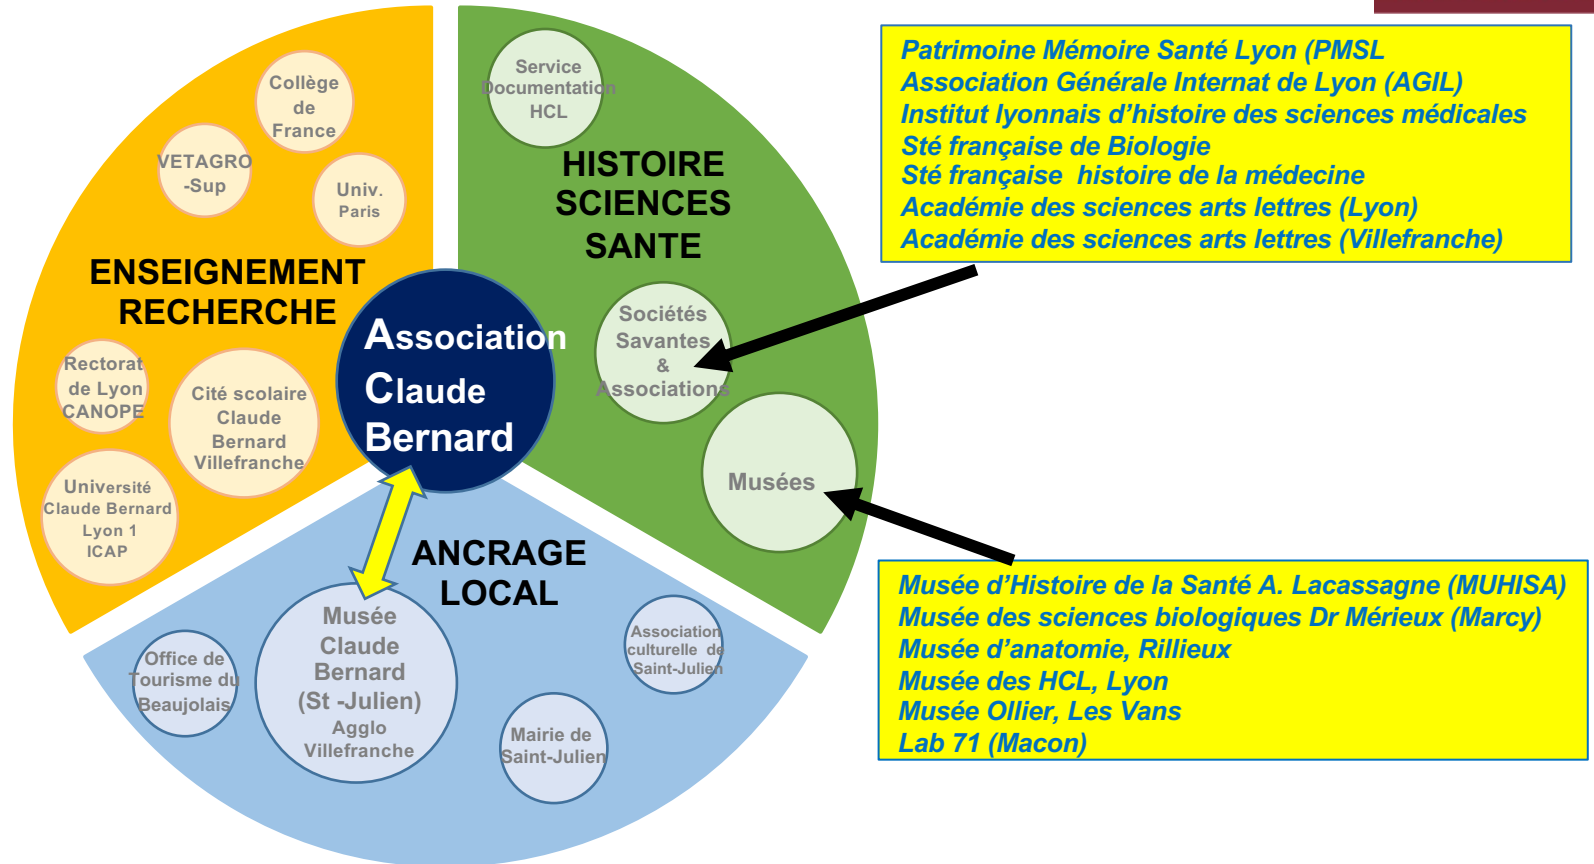 Collège
de
France
VETAGRO
-Sup
Univ.
Paris
ENSEIGNEMENT
RECHERCHE
Rectorat
de Lyon
CANOPE
Cité scolaire
Claude
Bernard
Villefranche
Université
Claude Bernard
Lyon 1
ICAP
Service
Documentation
HCL
HISTOIRE
SCIENCES
SANTE
Sociétés
Savantes
&
Associations
Musées
Association
Claude
Bernard
ANCRAGE
LOCAL
Office de
Tourisme du
Beaujolais
Musée
Claude
Bernard
(St -Julien)
Agglo
Villefranche
Mairie de
Saint-Julien
Association
culturelle de
Saint-Julien
Patrimoine Mémoire Santé Lyon (PMSL
Association Générale Internat de Lyon (AGIL)
Institut lyonnais d’histoire des sciences médicales
Sté française de Biologie
Sté française histoire de la médecine
Académie des sciences arts lettres (Lyon)
Académie des sciences arts lettres (Villefranche)
Musée d’Histoire de la Santé A. Lacassagne (MUHISA)
Musée des sciences biologiques Dr Mérieux (Marcy)
Musée d’anatomie, Rillieux
Musée des HCL, Lyon
Musée Ollier, Les Vans
Lab 71 (Macon)